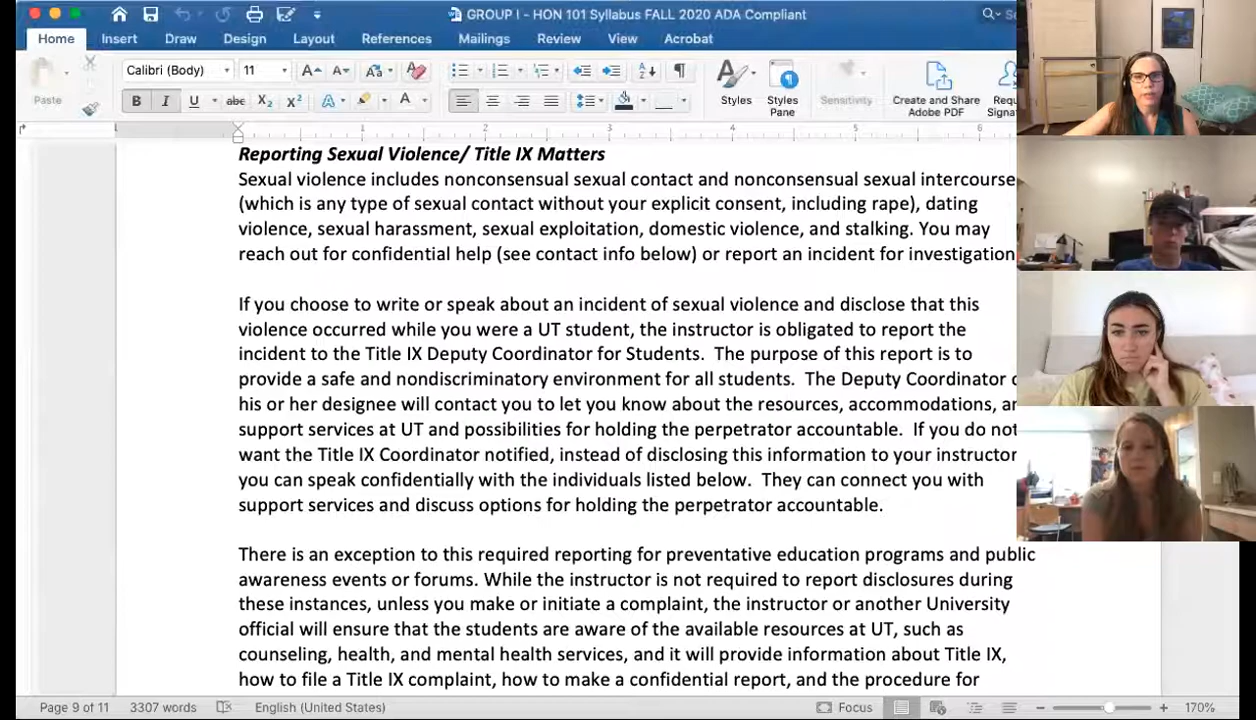 GROUP I - HON 101 Syllabus FALL 2020 ADA Compliant
Home Insert Draw Design Layout References Mailings Review View Acrobat
Paste
Calibri (Body) 11
Styles
Styles Pane
Sensitivity
Create and Share Adobe PDF
1 1 2 3 4 5 6
Reporting Sexual Violence/ Title IX Matters
Sexual violence includes nonconsensual sexual contact and nonconsensual sexual intercourse
(which is any type of sexual contact without your explicit consent, including rape), dating
violence, sexual harassment, sexual exploitation, domestic violence, and stalking. You may
reach out for confidential help (see contact info below) or report an incident for investigation
If you choose to write or speak about an incident of sexual violence and disclose that this
violence occurred while you were a UT student, the instructor is obligated to report the
incident to the Title IX Deputy Coordinator for Students. The purpose of this report is to
provide a safe and nondiscriminatory environment for all students. The Deputy Coordinator
his or her designee will contact you to let you know about the resources, accommodations,
support services at UT and possibilities for holding the perpetrator accountable. If you do not
want the Title IX Coordinator notified, instead of disclosing this information to your instructor
you can speak confidentially with the individuals listed below. They can connect you with
support services and discuss options for holding the perpetrator accountable.
There is an exception to this required reporting for preventative education programs and public
awareness events or forums. While the instructor is not required to report disclosures during
these instances, unless you make or initiate a complaint, the instructor or another University
official will ensure that the students are aware of the available resources at UT, such as
counseling, health, and mental health services, and it will provide information about Title IX,
how to file a Title IX complaint, how to make a confidential report, and the procedure for
Page 9 of 11 3307 words English (United States) Focus 170%